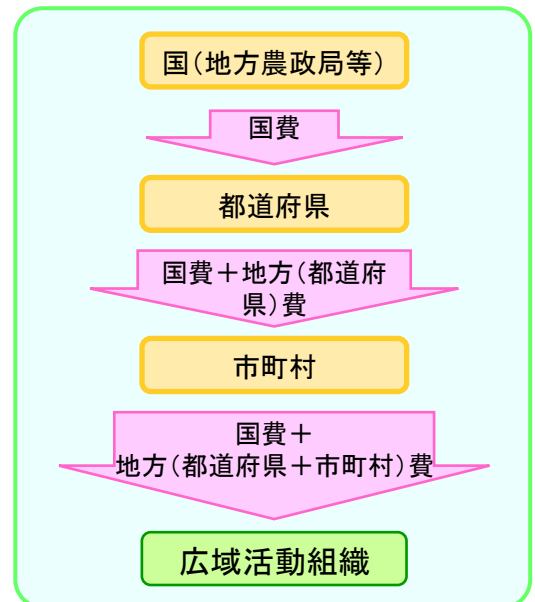 国（地方農政局等）
国費
都道府県
国費＋地方（都道府
県）費
市町村
国費＋
地方（都道府県＋市町村）費
広域活動組織